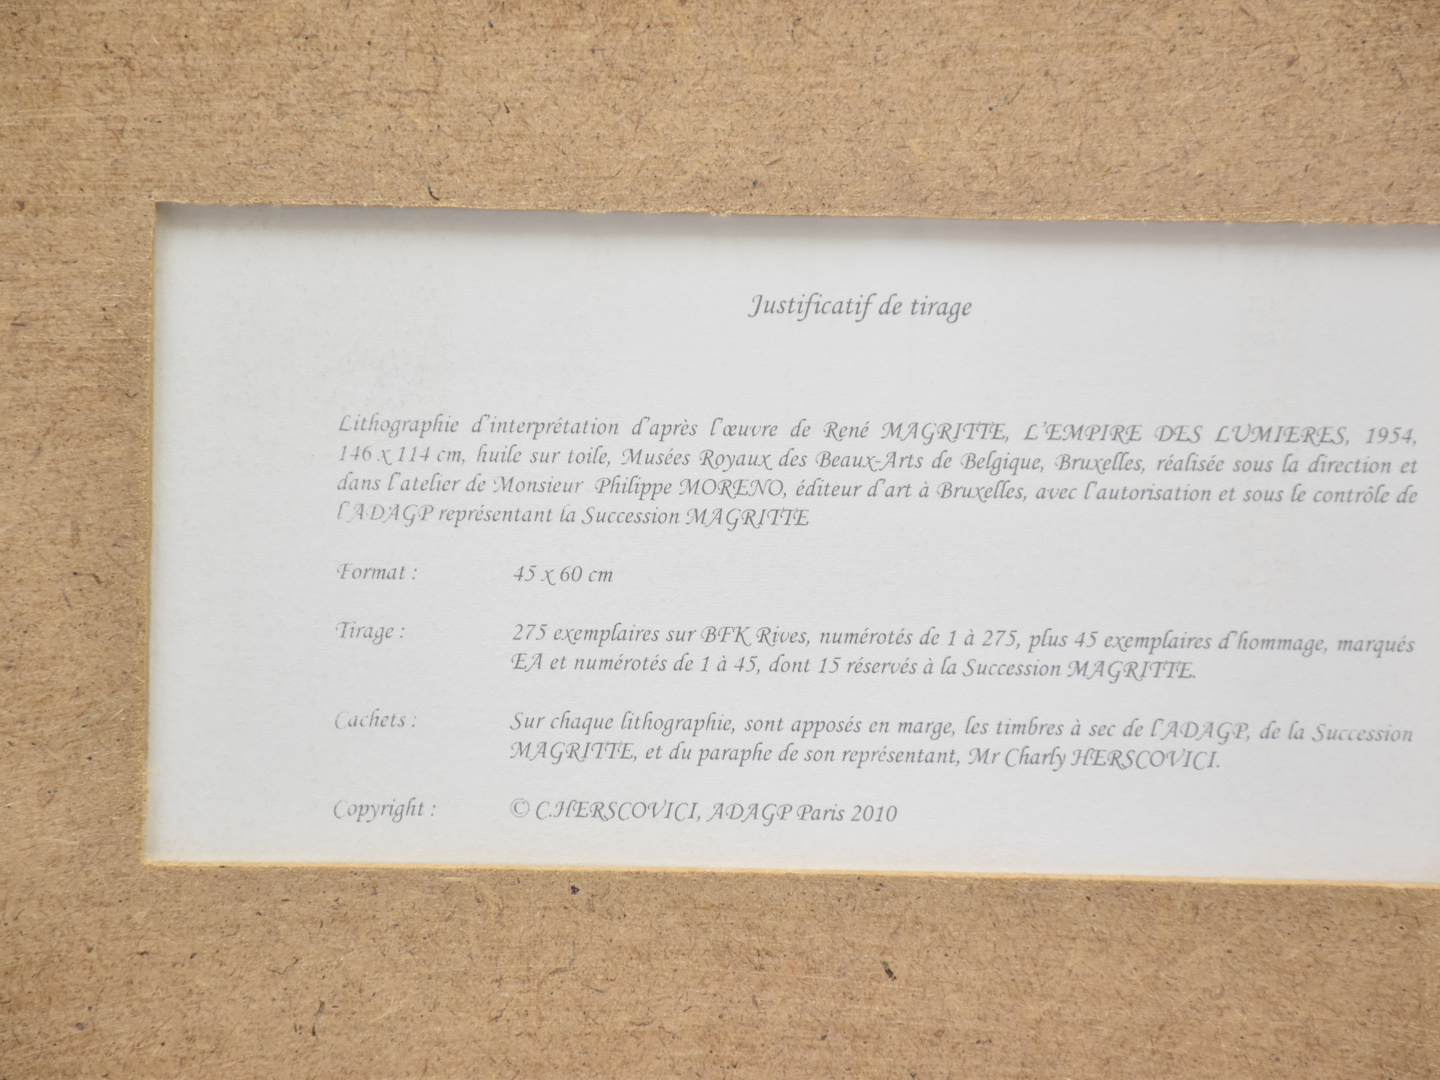 Justificatif de tirage
Lithographie d'interprétation d'après l'œuvre de René MAGRITTE, L'EMPIRE DES LUMIERES, 1954,
146 x 114 cm, huile sur toile, Musées Royaux des Beaux-Arts de Belgique, Bruxelles, réalisée sous la direction et
dans l'atelier de Monsieur Philippe MORENO, éditeur d'art à Bruxelles, avec l'autorisation et sous le contrôle de
l'ADAGP représentant la Succession MAGRITTE
Format : 45 x 60 cm
Tirage : 275 exemplaires sur BFK Rives, numérotés de 1 à 275, plus 45 exemplaires d'hommage, marqués
EA et numérotés de 1 à 45, dont 15 réservés à la Succession MAGRITTE.
Cachets : Sur chaque lithographie, sont apposés en marge, les timbres à sec de l'ADAGP, de la Succession
MAGRITTE, et du paraphe de son représentant, Mr Charly HERSCOVICI.
Copyright : © C.HERSCOVICI, ADAGP Paris 2010